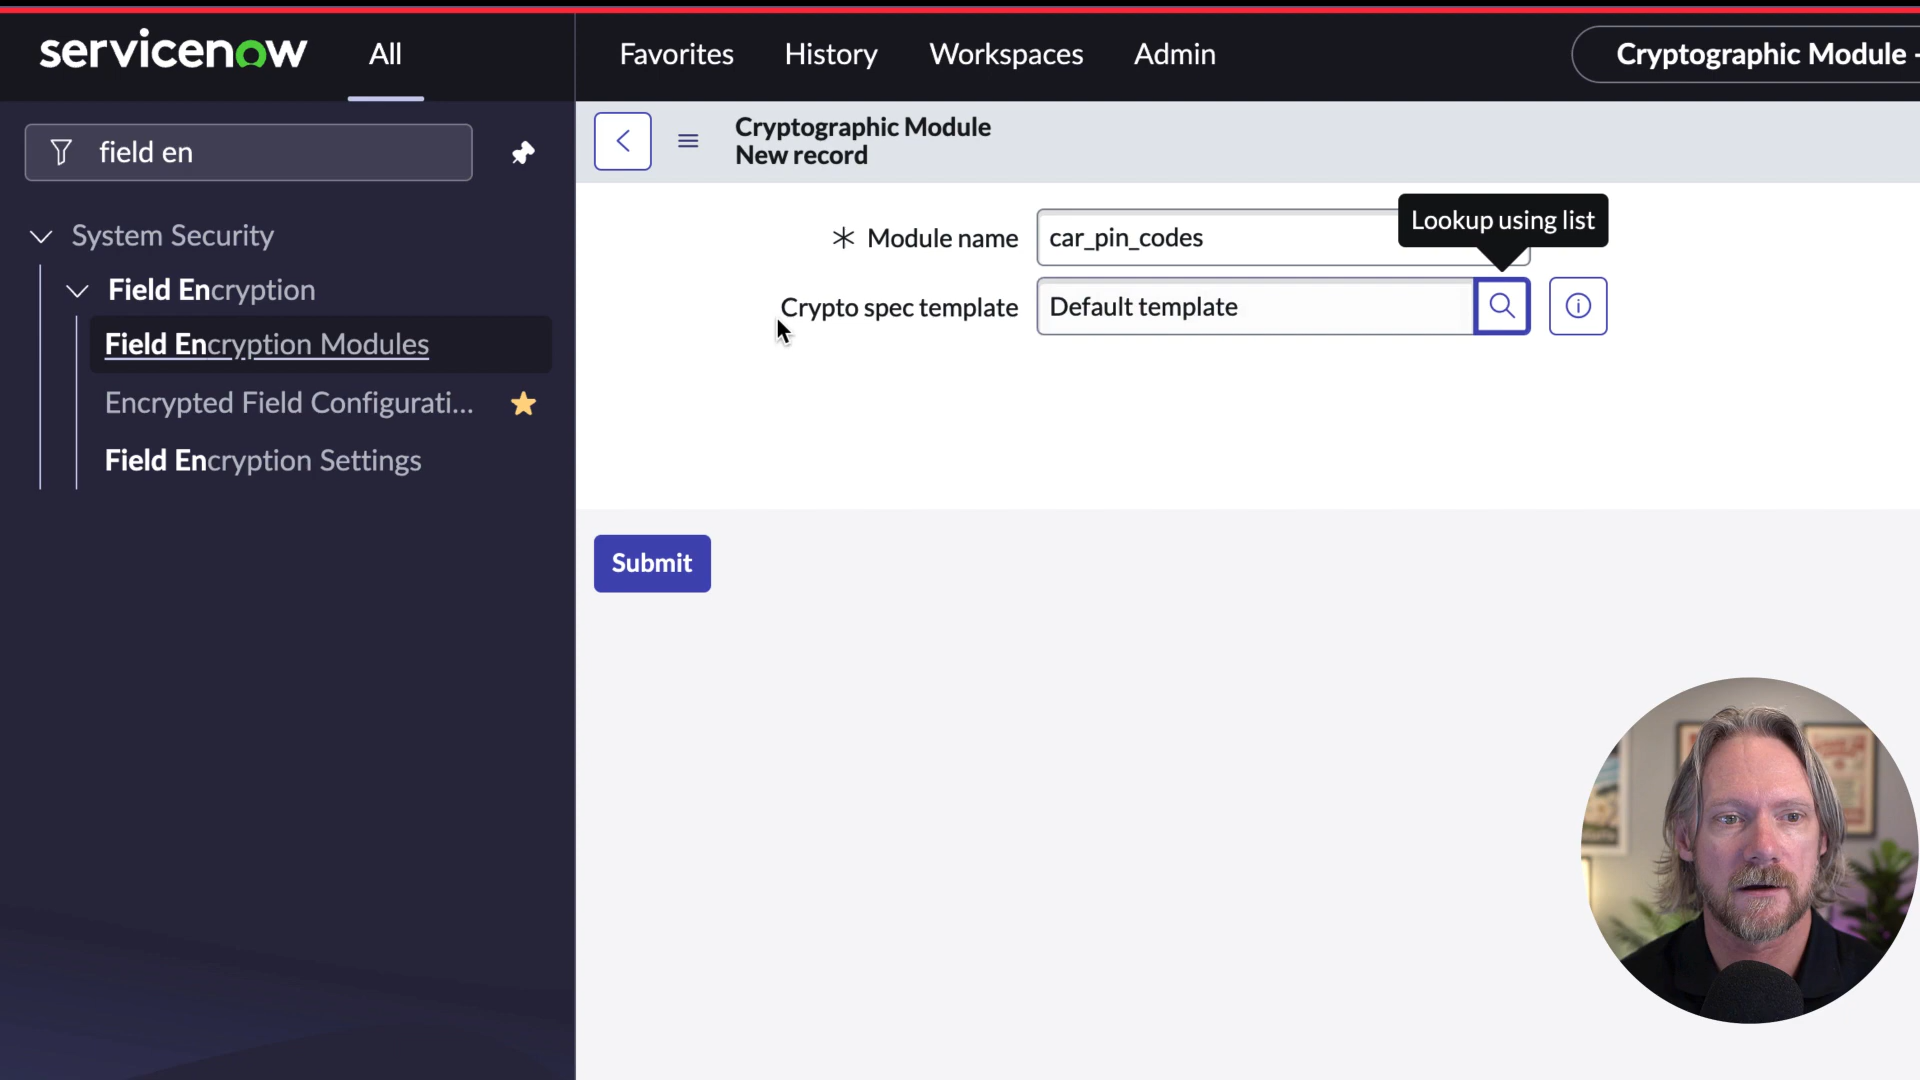 servicenow
All
Favorites
History
Workspaces
Admin
Cryptographic Module -
field en
Cryptographic Module
New record
System Security
Lookup using list
* Module name
car_pin_codes
Field Encryption
Crypto spec template
Default template
Field Encryption Modules
Encrypted Field Configurati...
Field Encryption Settings
Submit